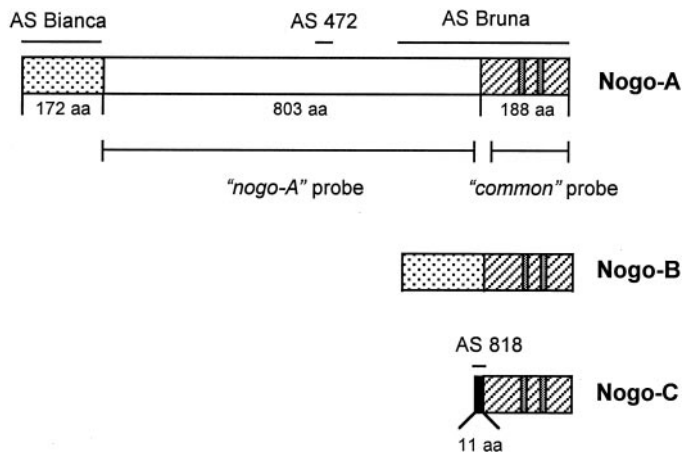 AS Bianca AS 472 AS Bruna
Nogo-A
172 aa 803 aa 188 aa
"nogo-A" probe "common" probe
Nogo-B
AS 818
Nogo-C
11 aa